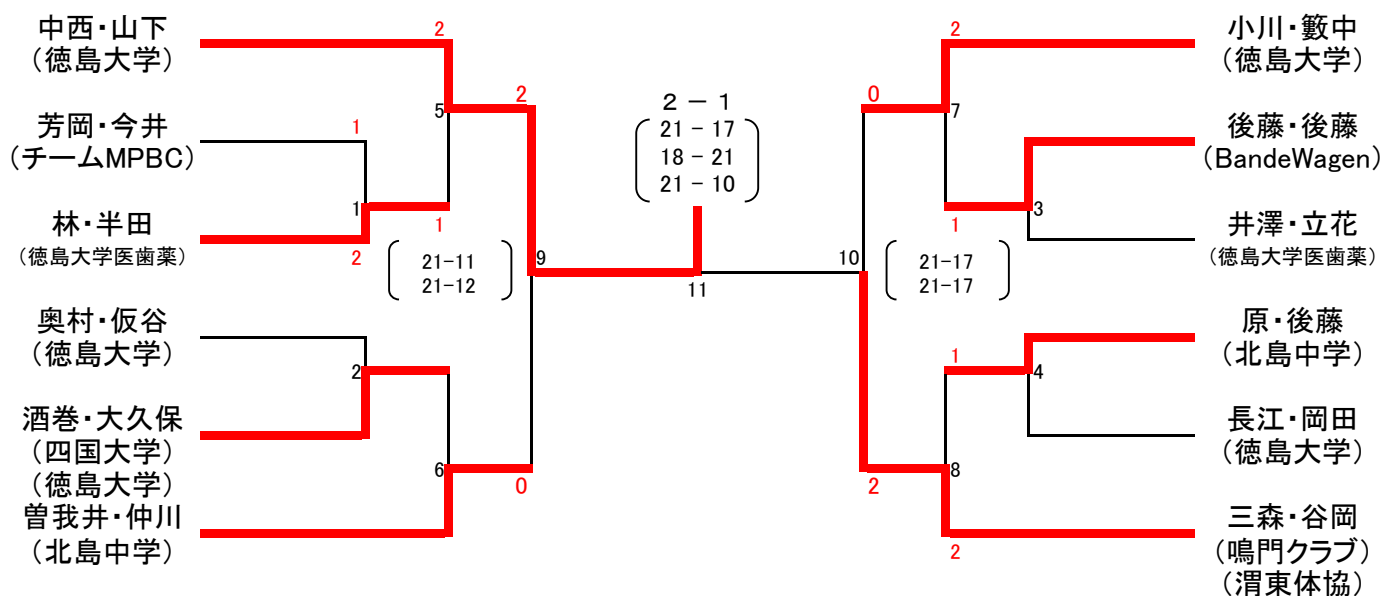 中西・山下
（徳島大学）
芳岡・今井
（チームMPBC）
林・半田
（徳島大学医歯薬）
奥村・仮谷
（徳島大学）
酒巻・大久保
（四国大学）
（徳島大学）
曽我井・仲川
（北島中学）
2
5
1
1
1
2
2
6
2
9
0
21-11
21-12
2 － 1
21 - 17
18 - 21
21 - 10
11
10
0
2
21-17
21-17
2
7
1
3
1
4
8
2
小川・籔中
（徳島大学）
後藤・後藤
（BandeWagen）
井澤・立花
（徳島大学医歯薬）
原・後藤
（北島中学）
長江・岡田
（徳島大学）
三森・谷岡
（鳴門クラブ）
（渭東体協）